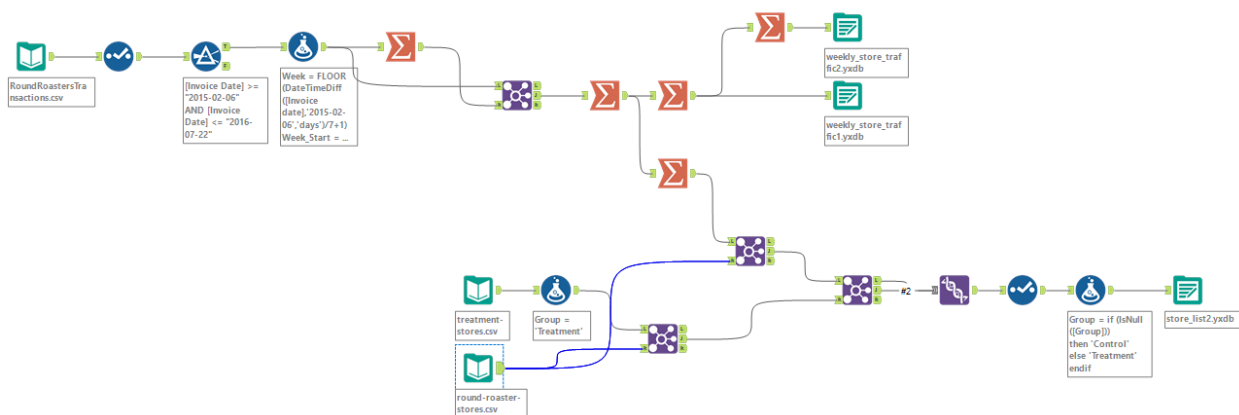 weekly_store_traf
fic2.yxdb
RoundRoastersTra
nsactions.csv
[Invoice Date] >=
"2015-02-06"
AND [Invoice
Date] <= "2016-
07-22"
Week = FLOOR
(DateTimeDiff
([Invoice
date],'2015-02-
06','days')/7+1)
Week_Start = ...
weekly_store_traf
fic1.yxdb
#2
treatment-
stores.csv
Group =
'Treatment'
round-roaster-
stores.csv
Group = if (IsNull
([Group]))
then 'Control'
else 'Treatment'
endif
store_list2.yxdb